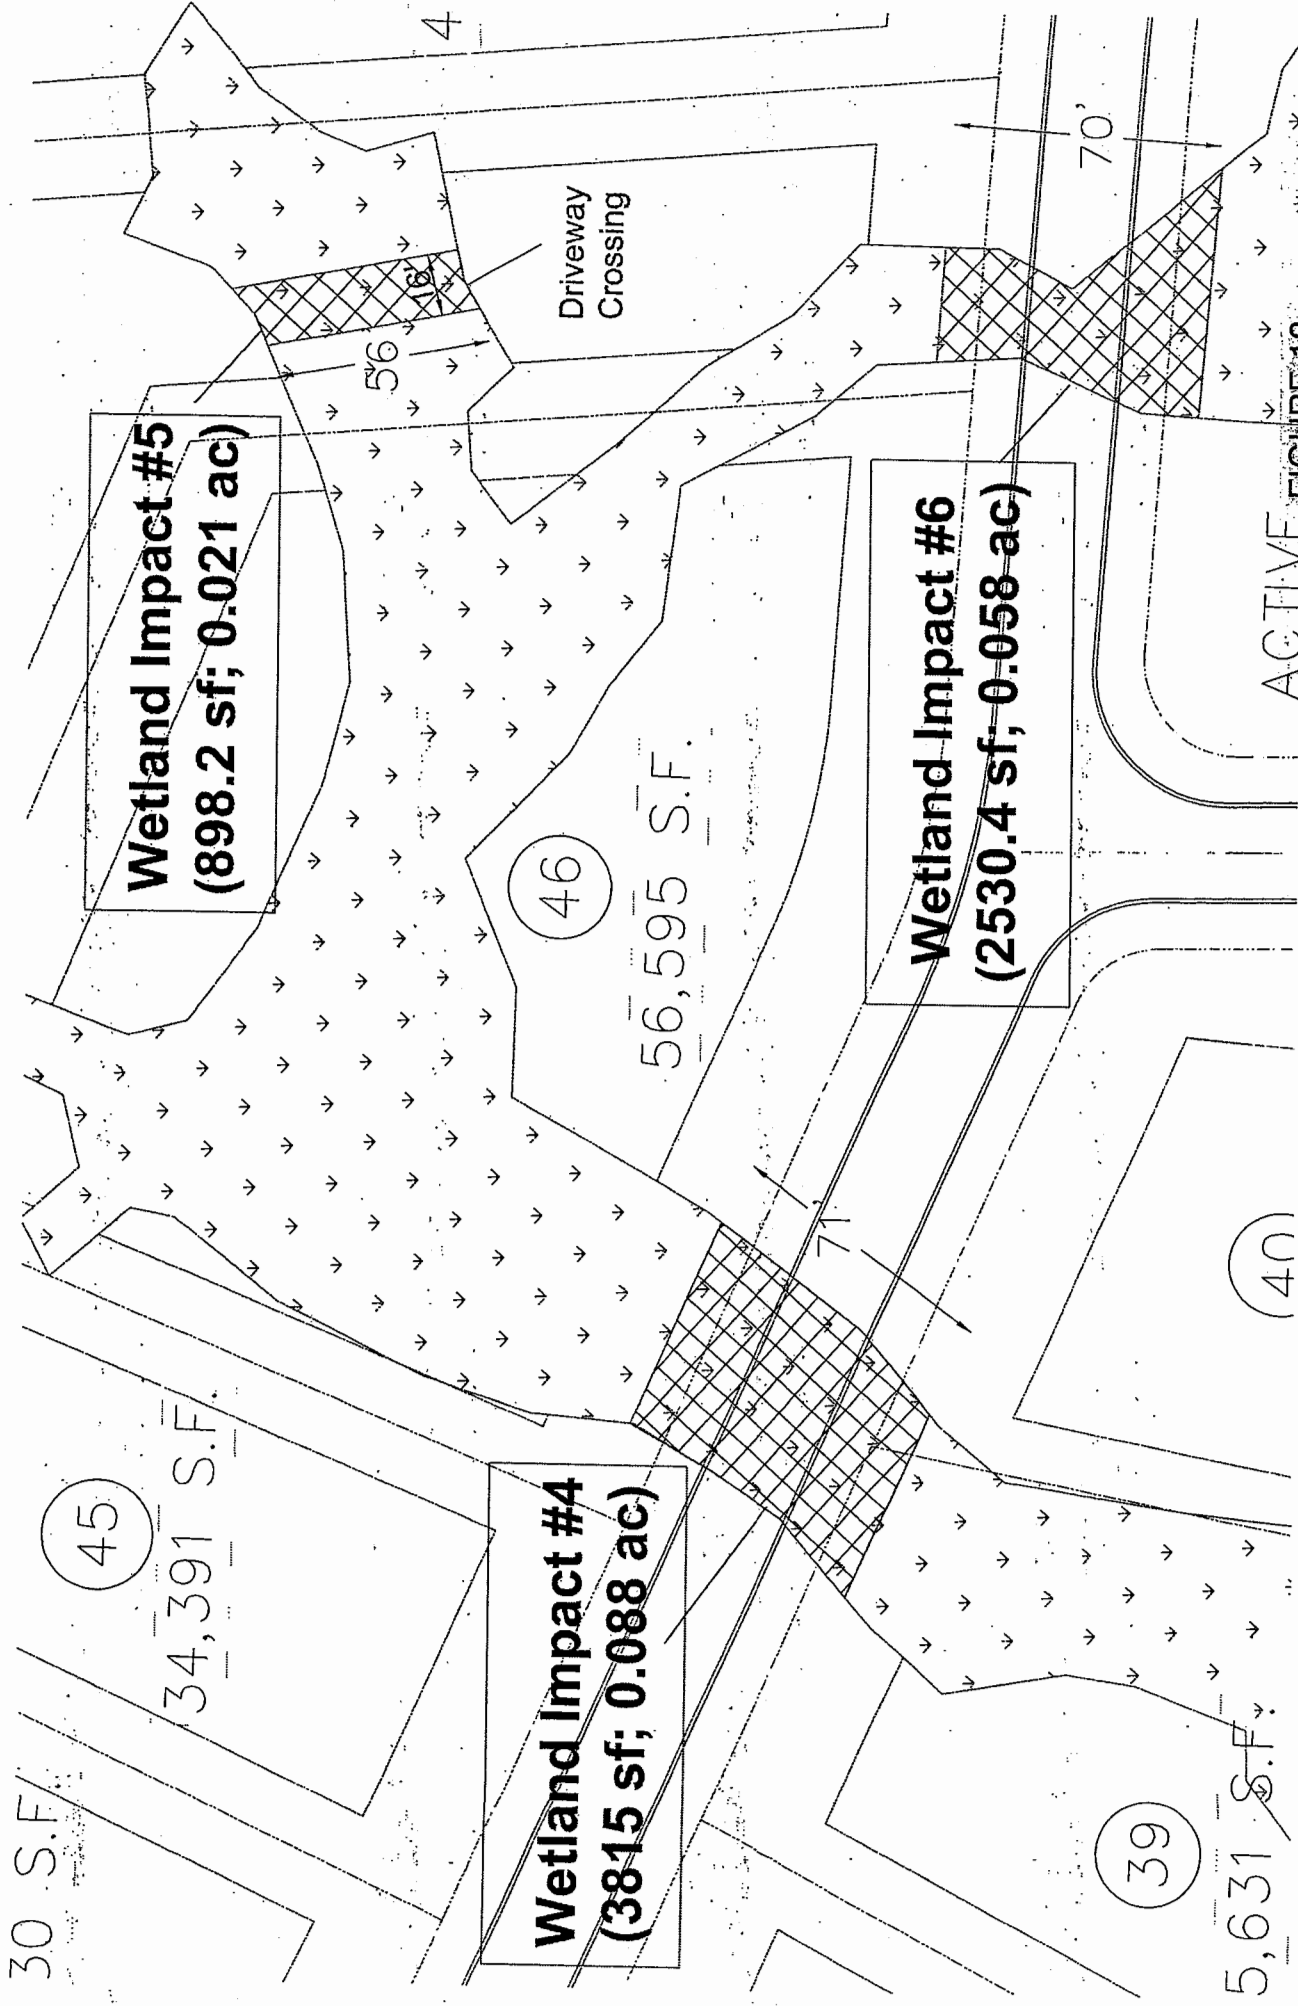 Wetland Impact #5
(898.2 sf; 0.021 ac)
16'
56
Driveway
Crossing
4
70'
46
56,595 S.F.
Wetland Impact #6
(2530.4 sf; 0.058 ac)
ACTIVE
71'
45
34,391 S.F.
30 S.F.
Wetland Impact #4
(3815 sf; 0.088 ac)
40
39
5,631 S.F.